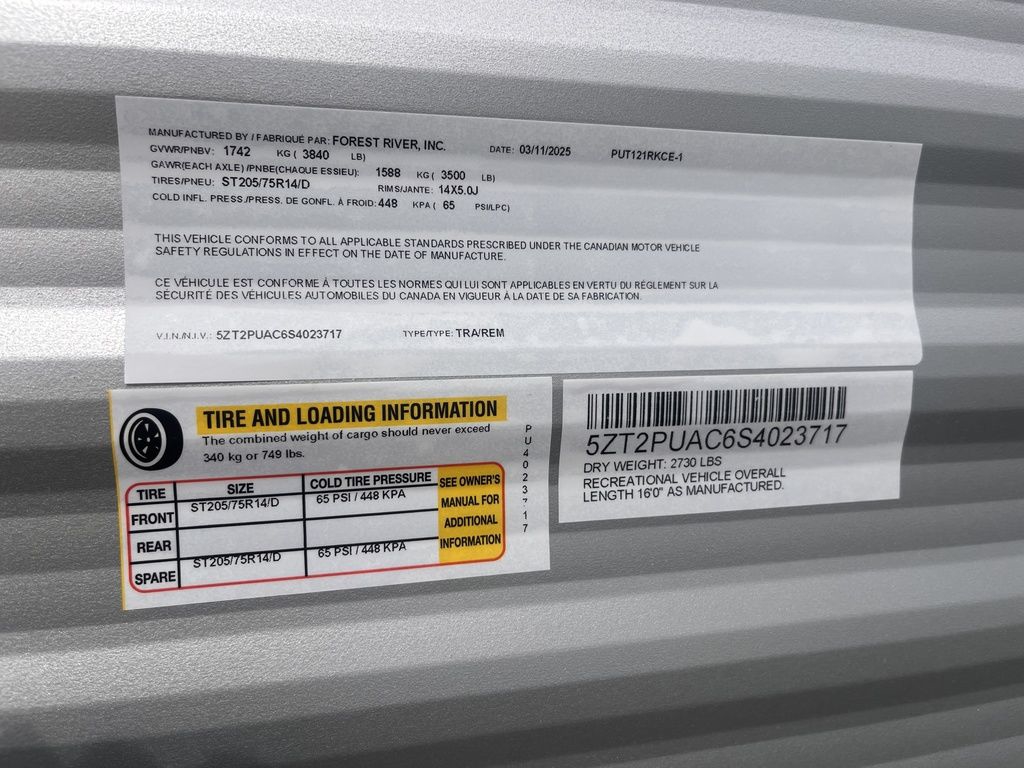 MANUFACTURED BY / FABRIQUÉ PAR: FOREST RIVER, INC. DATE: 03/11/2025 PUT121RKCE-1
GVWR/PNBV: 1742 KG ( 3840 LB)
GAWR(EACH AXLE) /PNBE(CHAQUE ESSIEU): 1588 KG ( 3500 LB)
TIRES/PNEU: ST205/75R14/D RIMS/JANTE: 14X5.0J
COLD INFL. PRESS./PRESS. DE GONFL. À FROID: 448 KPA ( 65 PSI/LPC)
THIS VEHICLE CONFORMS TO ALL APPLICABLE STANDARDS PRESCRIBED UNDER THE CANADIAN MOTOR VEHICLE
SAFETY REGULATIONS IN EFFECT ON THE DATE OF MANUFACTURE.
CE VÉHICULE EST CONFORME À TOUTES LES NORMES QUI LUI SONT APPLICABLES EN VERTU DU RÉGLEMENT SUR LA
SÉCURITÉ DES VÉHICULES AUTOMOBILES DU CANADA EN VIGUEUR À LA DATE DE SA FABRICATION.
V.I.N./N.I.V.: 5ZT2PUAC6S4023717 TYPE/TYPE: TRA/REM
TIRE AND LOADING INFORMATION
The combined weight of cargo should never exceed
340 kg or 749 lbs.
TIRE SIZE COLD TIRE PRESSURE
FRONT ST205/75R14/D 65 PSI / 448 KPA
REAR
SPARE ST205/75R14/D 65 PSI / 448 KPA
SEE OWNER'S
MANUAL FOR
ADDITIONAL
INFORMATION
PU4023717
5ZT2PUAC6S4023717
DRY WEIGHT: 2730 LBS
RECREATIONAL VEHICLE OVERALL
LENGTH 16'0" AS MANUFACTURED.